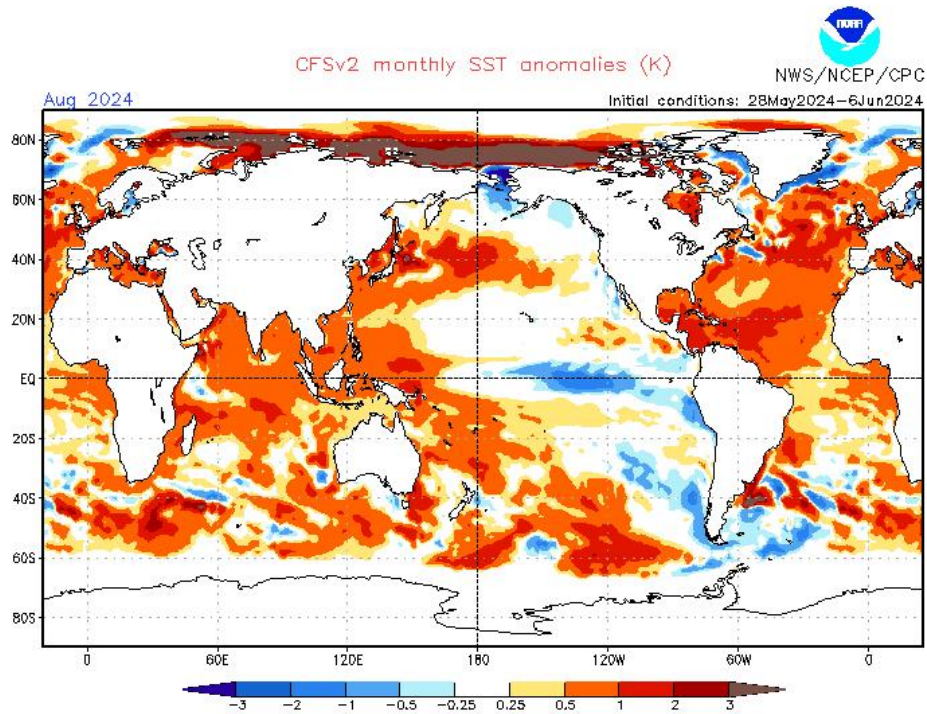 NOAA
CFSv2 monthly SST anomalies (K)
NWS/NCEP/CPC
Aug 2024
Initial conditions: 28May2024-6Jun2024
80N
60N
40N
20N
EQ
20S
40S
60S
80S
0 60E 120E 180 120W 60W 0
-3 -2 -1 -0.5 -0.25 0.25 0.5 1 2 3